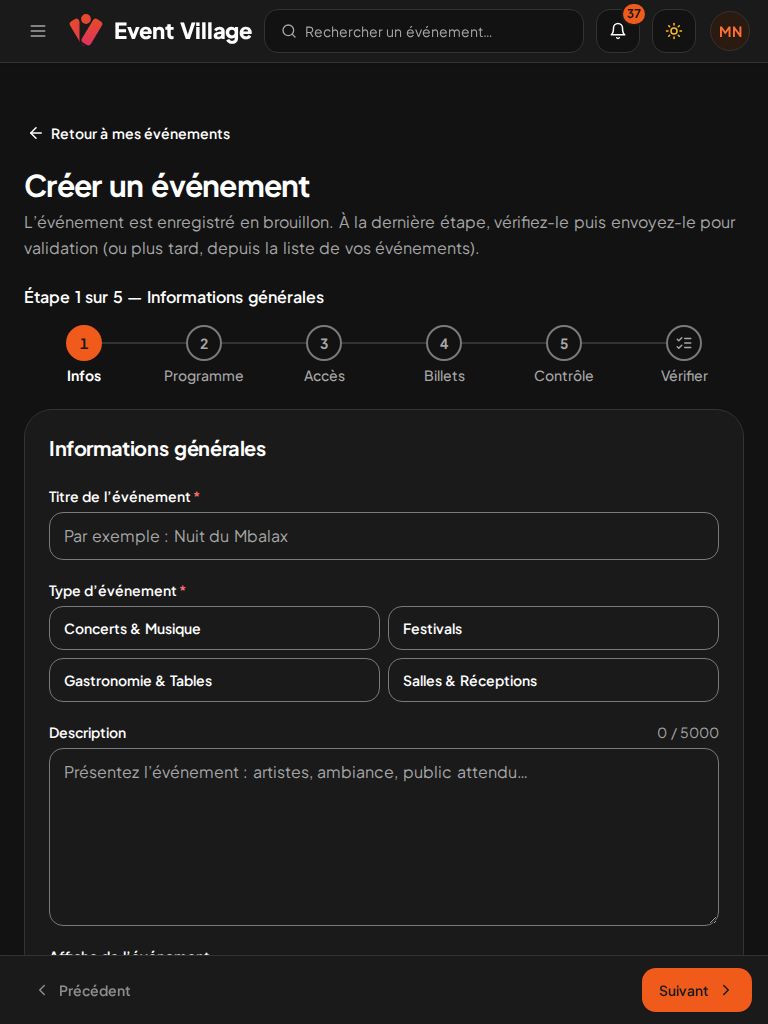 Event Village
Rechercher un événement...
37
MN
Retour à mes événements
Créer un événement
L'événement est enregistré en brouillon. À la dernière étape, vérifiez-le puis envoyez-le pour
validation (ou plus tard, depuis la liste de vos événements).
Étape 1 sur 5 — Informations générales
1 2 3 4 5
Infos Programme Accès Billets Contrôle Vérifier
Informations générales
Titre de l'événement *
Par exemple : Nuit du Mbalax
Type d'événement *
Concerts & Musique Festivals
Gastronomie & Tables Salles & Réceptions
Description 0 / 5000
Présentez l'événement : artistes, ambiance, public attendu...
Affiche de l'événement
Précédent Suivant